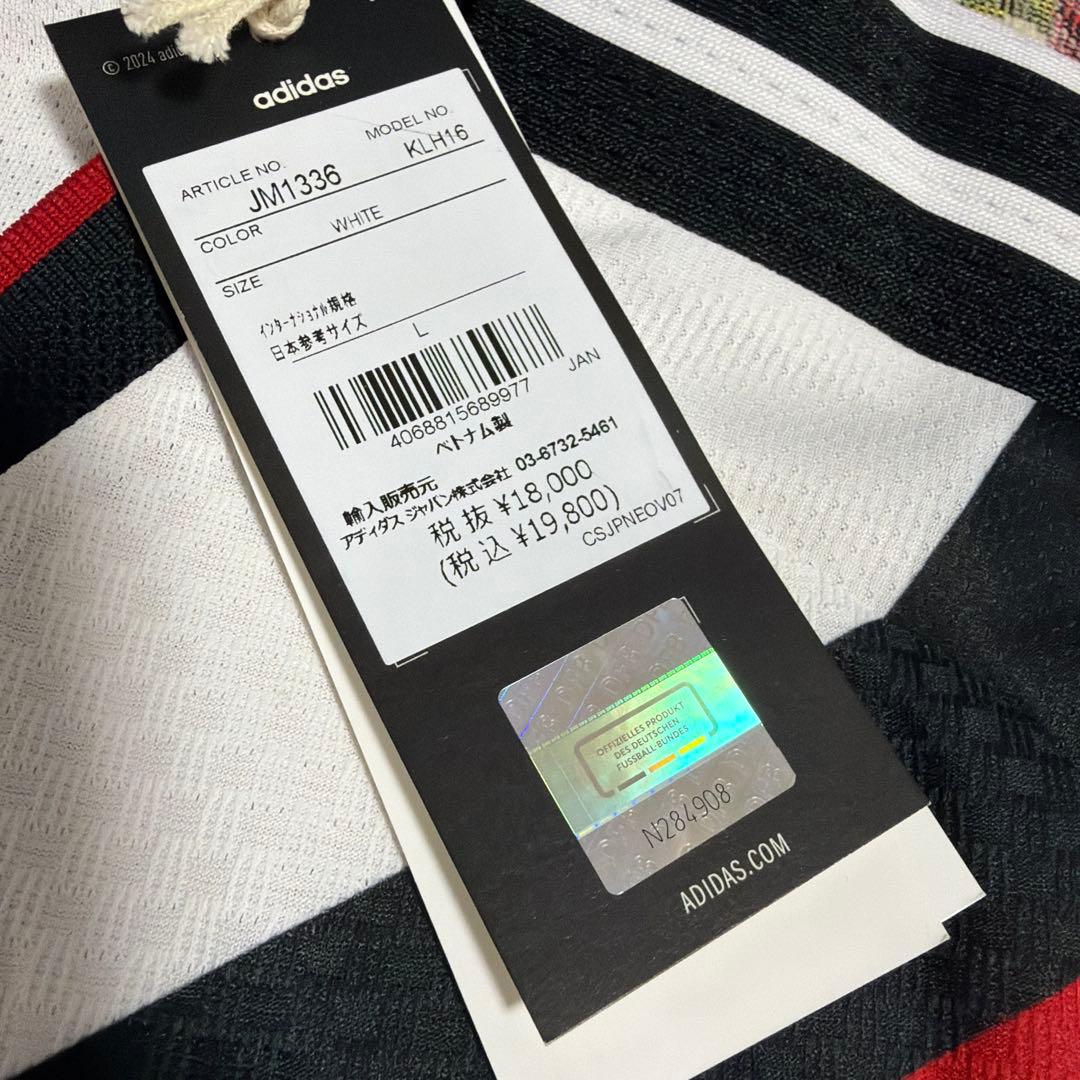 © 2024 adid
adidas
ARTICLE NO.
MODEL NO.
JM1336
KLH16
COLOR
WHITE
SIZE
インターナショナル規格
日本参考サイズ
L
JAN
4068815689977
ベトナム製
輸入販売元
アディダス ジャパン株式会社 03-6732-5461
税抜 ¥18,000
(税込 ¥19,800)
CSJPNEOV07
OFFIZIELLES PRODUKT
DES DEUTSCHEN
FUSSBALL-BUNDES
N284908
ADIDAS.COM